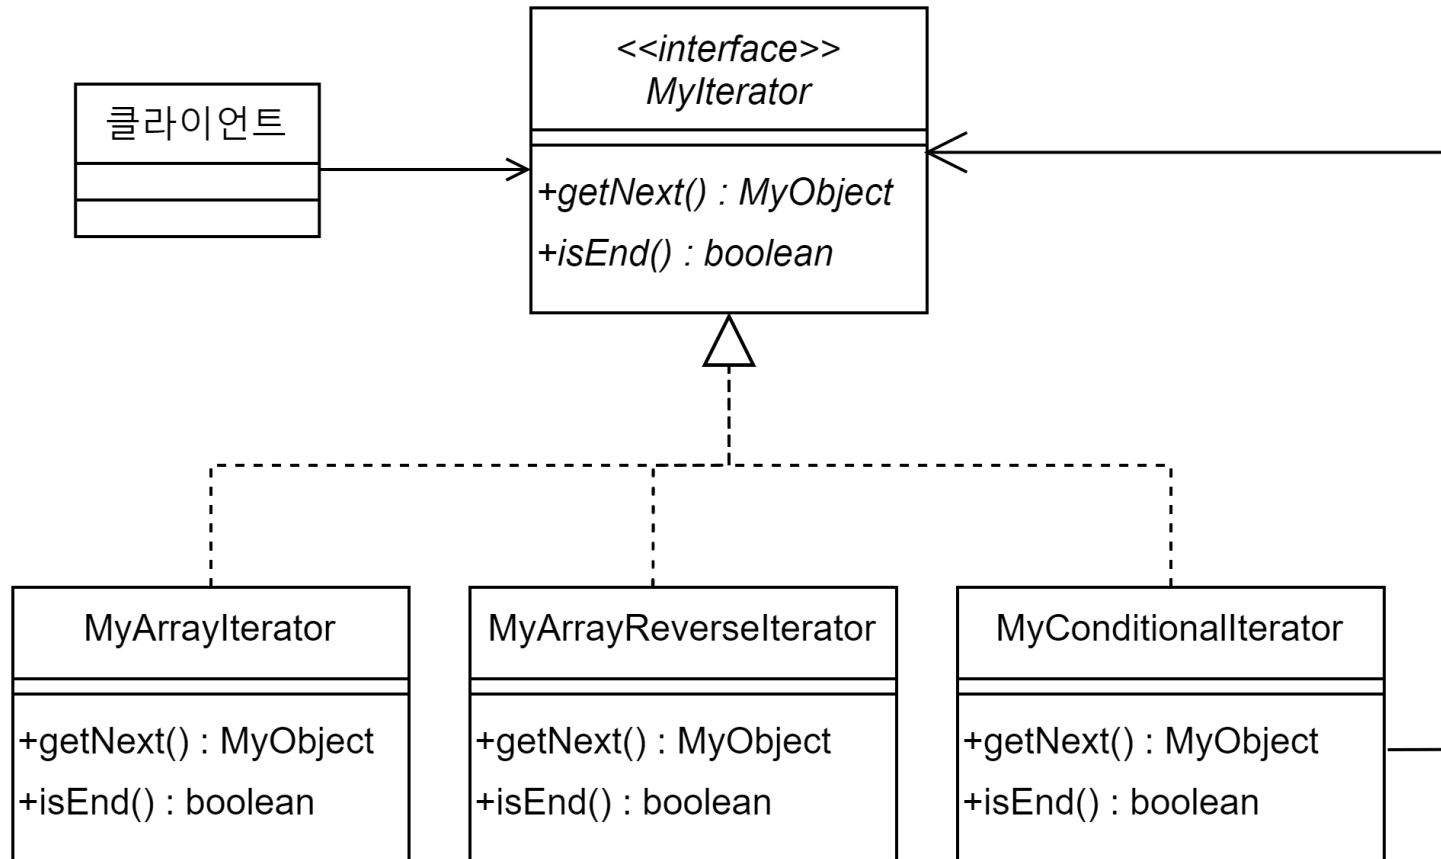 <<interface>>
MyIterator
클라이언트
+getNext() : MyObject
+isEnd() : boolean
MyArrayIterator
+getNext() : MyObject
+isEnd() : boolean
MyArrayReverseIterator
+getNext() : MyObject
+isEnd() : boolean
MyConditionalIterator
+getNext() : MyObject
+isEnd() : boolean